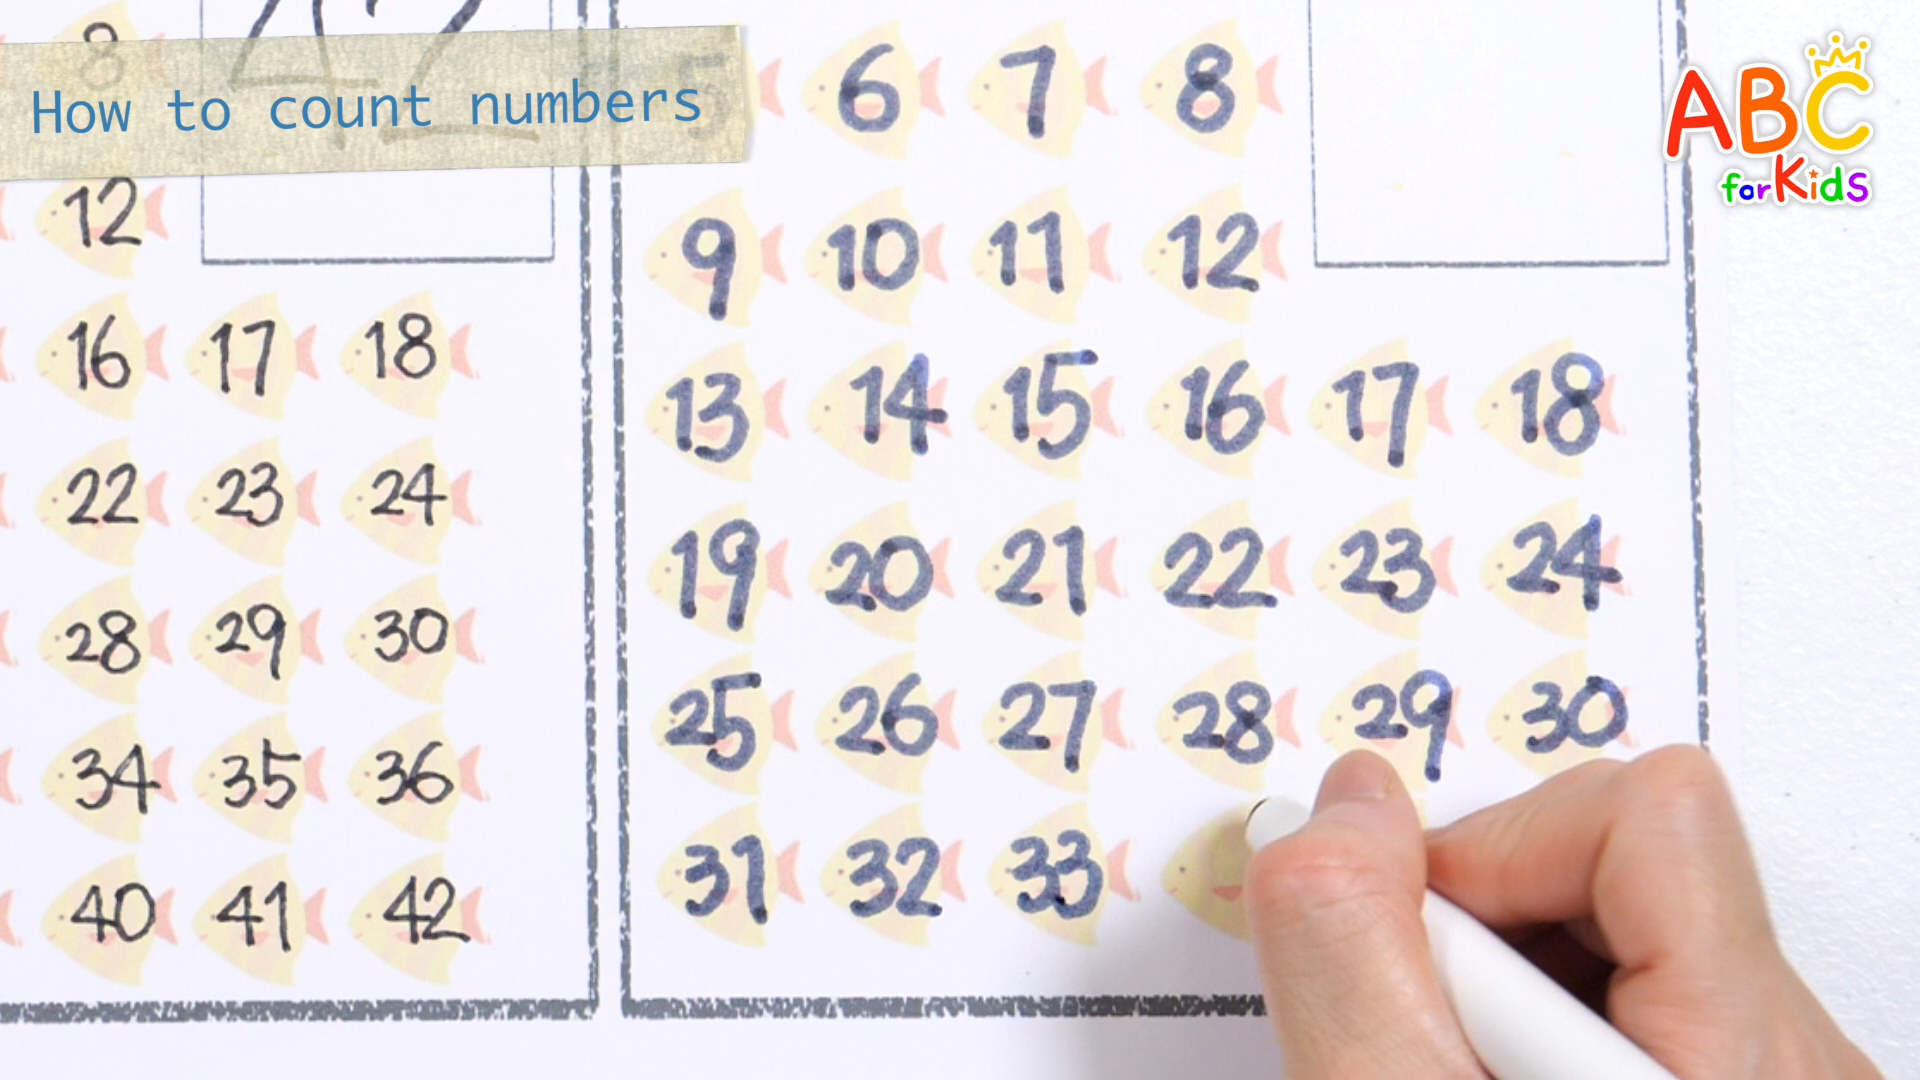 How to count numbers
ABC
for Kids
8
12
16 17 18
22 23 24
28 29 30
34 35 36
40 41 42
5 6 7 8
9 10 11 12
13 14 15 16 17 18
19 20 21 22 23 24
25 26 27 28 29 30
31 32 33